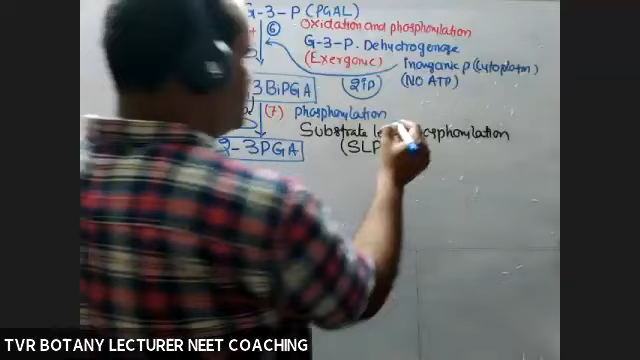 G-3-P (PGAL)
⑥ Oxidation and phosphorylation
G-3-P. Dehydrogenase
(Exergonic)
Inorganic P (cytoplasm)
2iP
(NO ATP)
3BiPGA
(7) phosphorylation
Substrate
(SLP
2-3PGA
TVR BOTANY LECTURER NEET COACHING